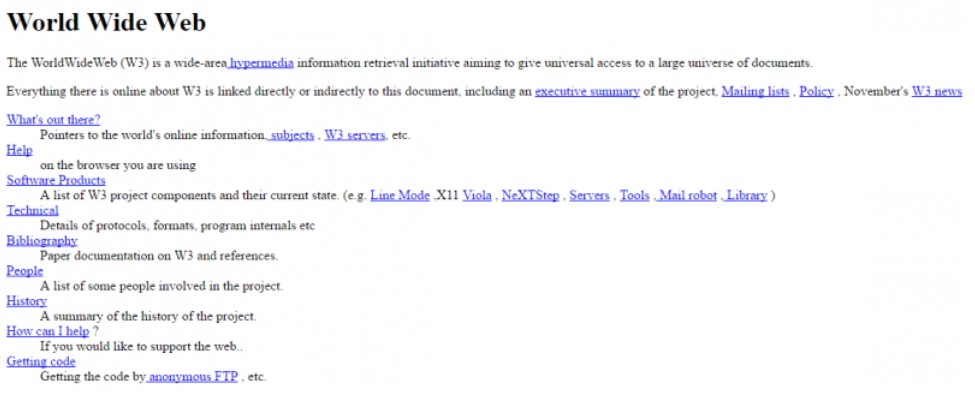 World Wide Web
The WorldWideWeb (W3) is a wide-area hypermedia information retrieval initiative aiming to give universal access to a large universe of documents.
Everything there is online about W3 is linked directly or indirectly to this document, including an executive summary of the project, Mailing lists , Policy , November's W3 news
What's out there?
Pointers to the world's online information, subjects , W3 servers, etc.
Help
on the browser you are using
Software Products
A list of W3 project components and their current state. (e.g. Line Mode ,X11 Viola , NeXTStep , Servers , Tools , Mail robot , Library )
Technical
Details of protocols, formats, program internals etc
Bibliography
Paper documentation on W3 and references.
People
A list of some people involved in the project.
History
A summary of the history of the project.
How can I help ?
If you would like to support the web..
Getting code
Getting the code by anonymous FTP , etc.